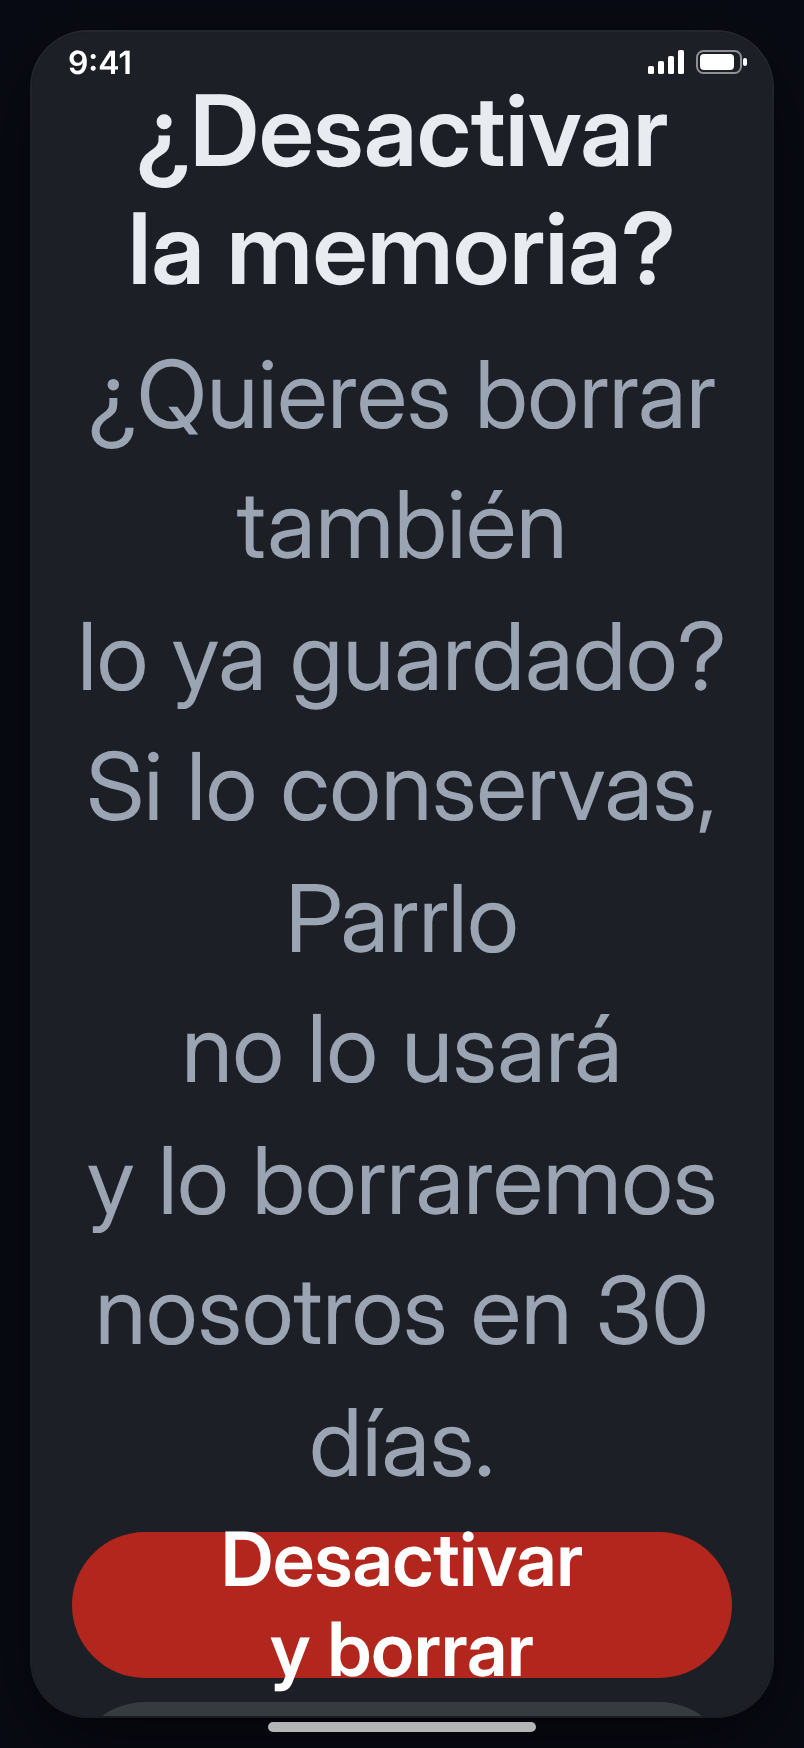 9:41
¿Desactivar
la memoria?
¿Quieres borrar
también
lo ya guardado?
Si lo conservas,
Parrlo
no lo usará
y lo borraremos
nosotros en 30
días.
Desactivar
y borrar